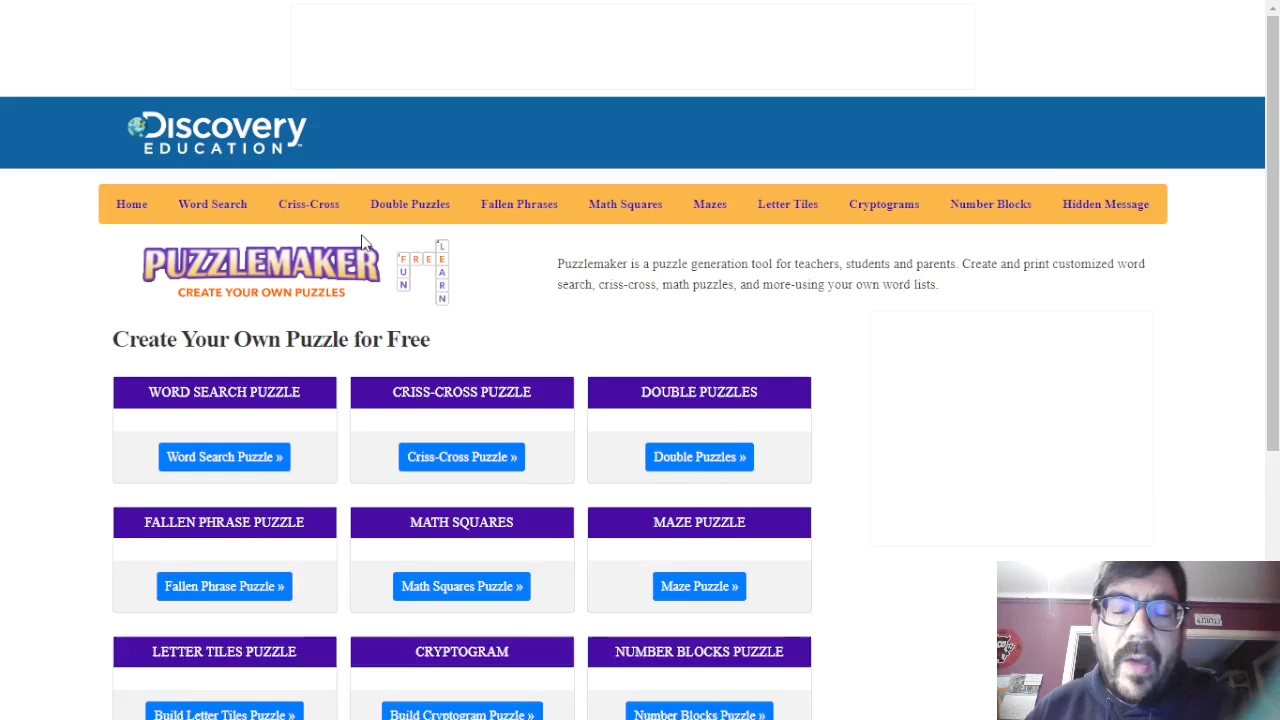 Discovery
EDUCATION
Home Word Search Criss-Cross Double Puzzles Fallen Phrases Math Squares Mazes Letter Tiles Cryptograms Number Blocks Hidden Message
PUZZLEMAKER
CREATE YOUR OWN PUZZLES
FREE
FUN
LEARN
Puzzlemaker is a puzzle generation tool for teachers, students and parents. Create and print customized word
search, criss-cross, math puzzles, and more-using your own word lists.
Create Your Own Puzzle for Free
WORD SEARCH PUZZLE CRISS-CROSS PUZZLE DOUBLE PUZZLES
Word Search Puzzle » Criss-Cross Puzzle » Double Puzzles »
FALLEN PHRASE PUZZLE MATH SQUARES MAZE PUZZLE
Fallen Phrase Puzzle » Math Squares Puzzle » Maze Puzzle »
LETTER TILES PUZZLE CRYPTOGRAM NUMBER BLOCKS PUZZLE
Build Letter Tiles Puzzle » Build Cryptogram Puzzle » Number Blocks Puzzle »